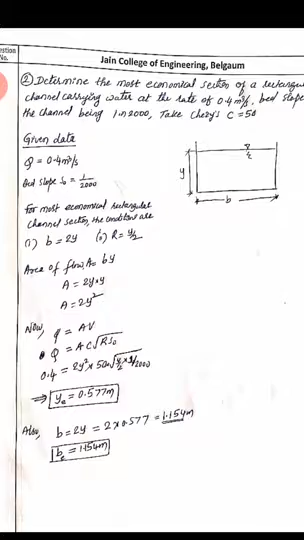 estion
No.
Jain College of Engineering, Belgaum
② Determine the most economical section of a rectangular
channel carrying water at the rate of 0.4 m³/s, bed slope
the channel being 1 in 2000, Take Chezy's C = 50
Given data
Q = 0.4 m³/s
Bed slope S₀ = 1/2000
y
b
For most economical rectangular
channel section, the conditions are
(i) b = 2y (ii) R = y/2
Area of flow, A = by
A = 2y×y
A = 2y²
Now, q = AV
Q = AC√RS₀
0.4 = 2y² × 50 × √y/2 × 1/2000
⟹ = 0.577m
Also, b = 2y = 2×0.577 = 1.154m
= 1.154m